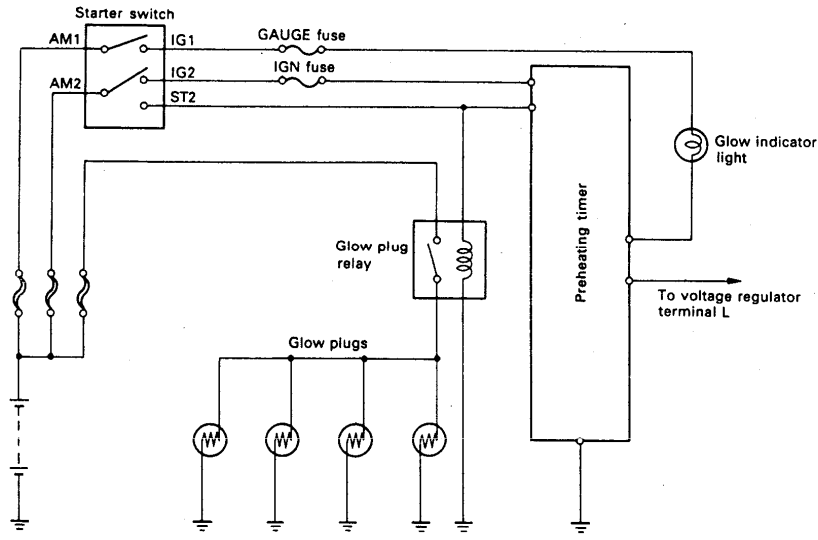 Starter switch
AM1
IG1
GAUGE fuse
IG2
IGN fuse
AM2
ST2
Glow indicator
light
Preheating timer
Glow plug
relay
To voltage regulator
terminal L
Glow plugs